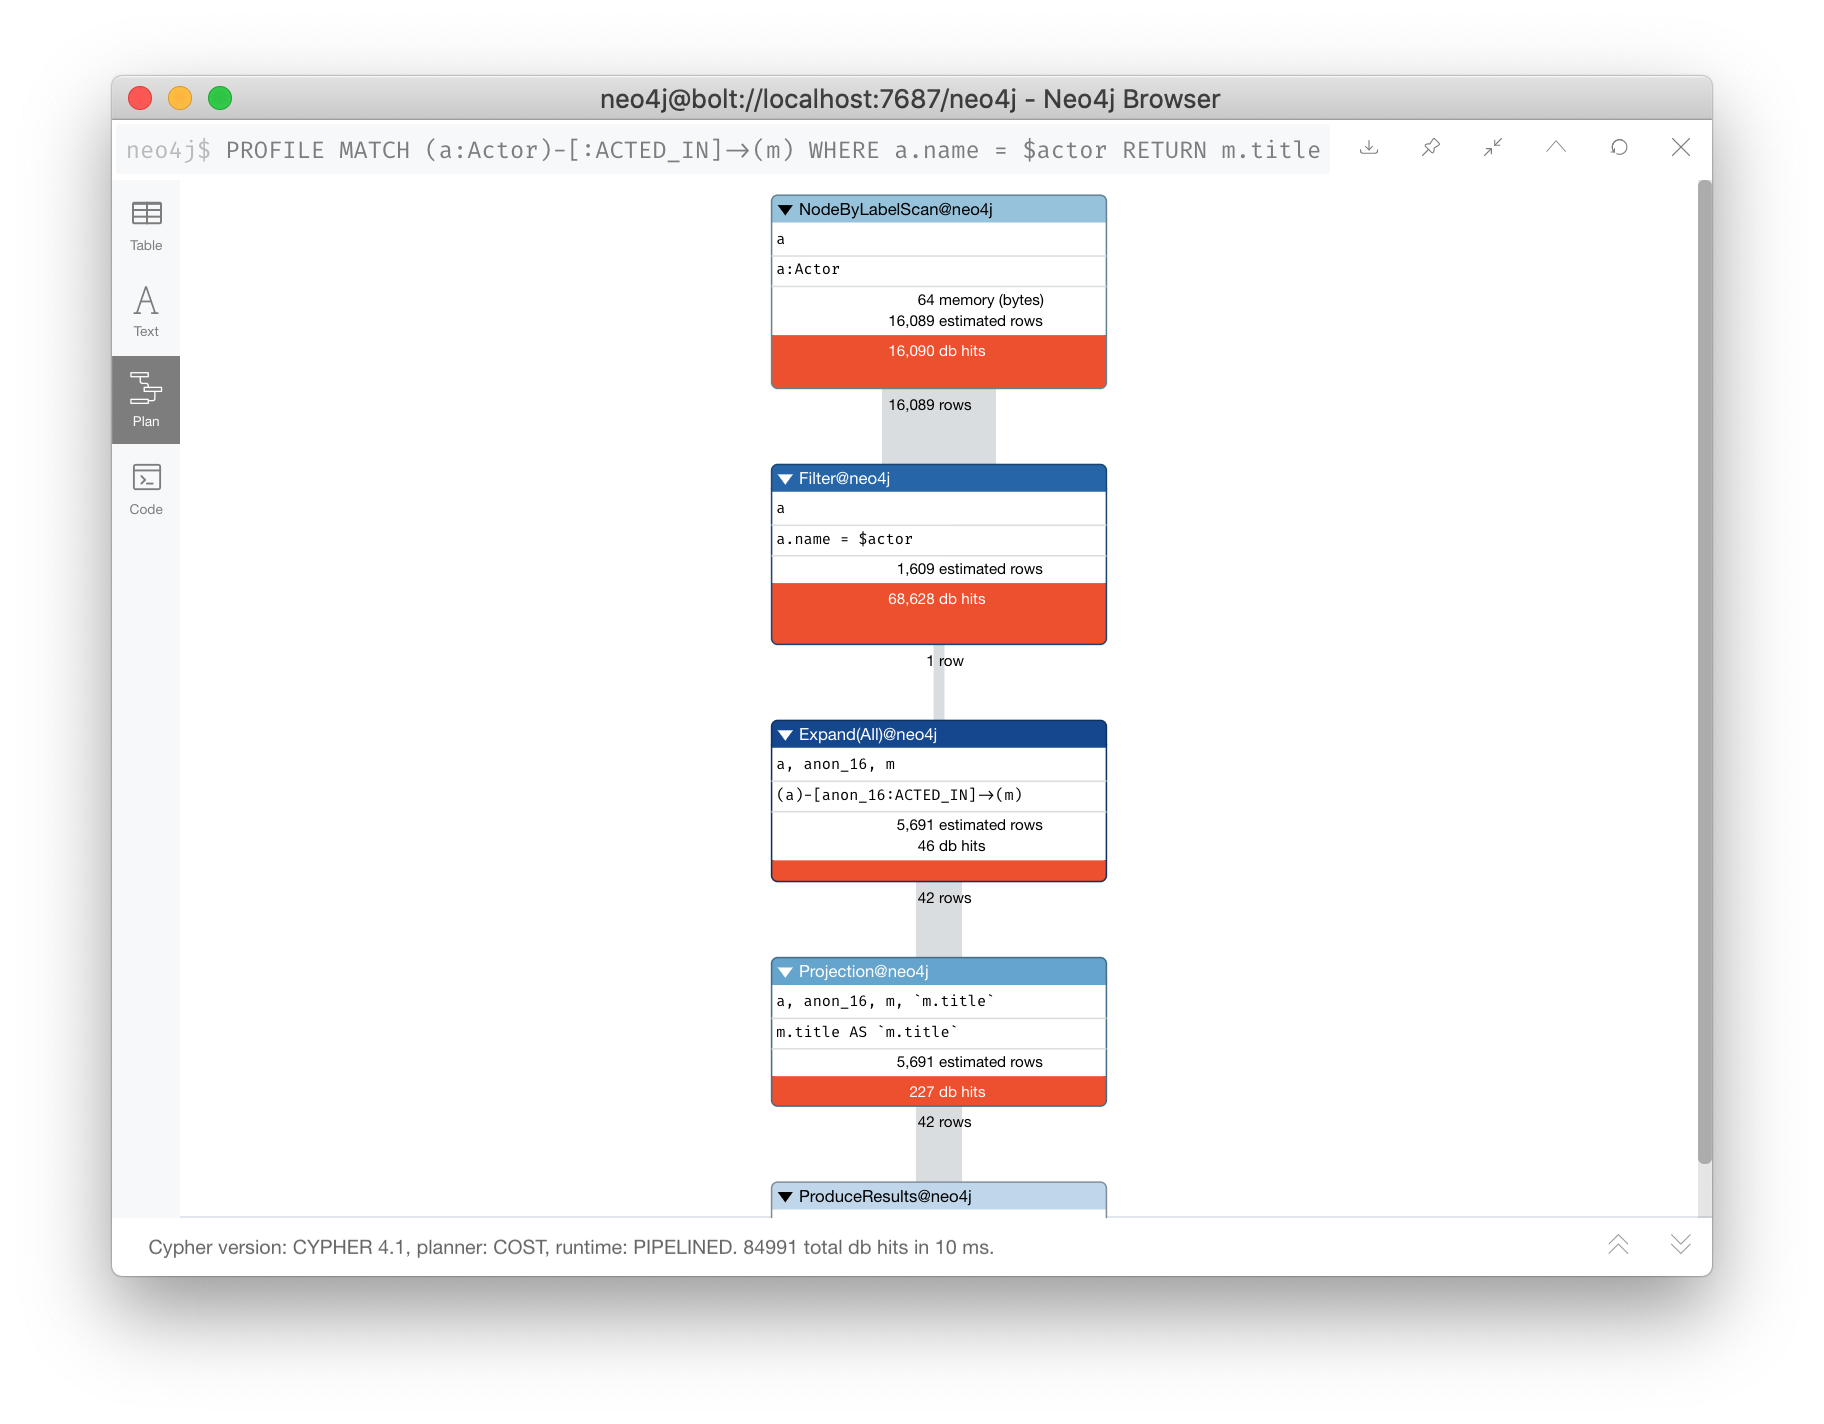 neo4j@bolt://localhost:7687/neo4j - Neo4j Browser
neo4j$ PROFILE MATCH (a:Actor)-[:ACTED_IN]->(m) WHERE a.name = $actor RETURN m.title
Table
Text
Plan
Code
NodeByLabelScan@neo4j
a
a:Actor
64 memory (bytes)
16,089 estimated rows
16,090 db hits
16,089 rows
Filter@neo4j
a
a.name = $actor
1,609 estimated rows
68,628 db hits
1 row
Expand(All)@neo4j
a, anon_16, m
(a)-[anon_16:ACTED_IN]->(m)
5,691 estimated rows
46 db hits
42 rows
Projection@neo4j
a, anon_16, m, `m.title`
m.title AS `m.title`
5,691 estimated rows
227 db hits
42 rows
ProduceResults@neo4j
Cypher version: CYPHER 4.1, planner: COST, runtime: PIPELINED. 84991 total db hits in 10 ms.